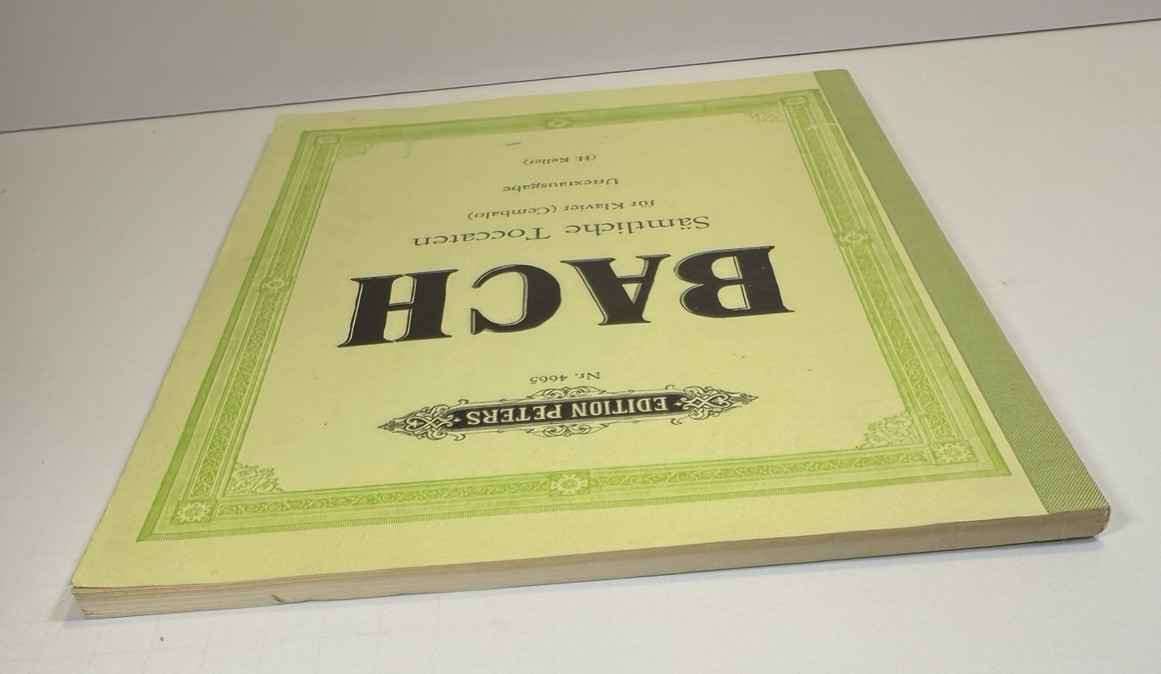 EDITION PETERS
Nr. 4665
BACH
Sämtliche Toccaten
für Klavier (Cembalo)
Urtextausgabe
(H. Keller)